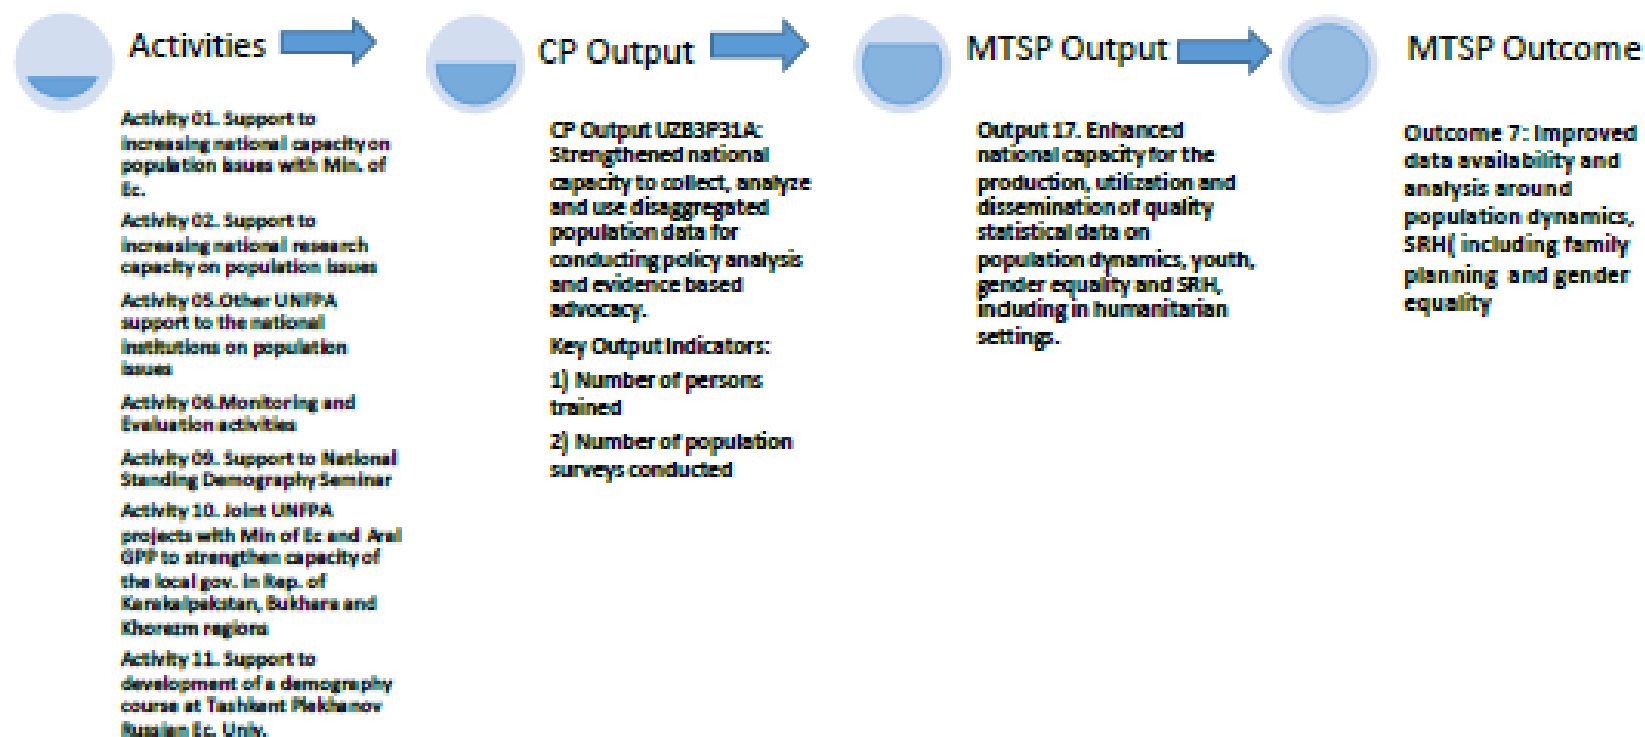 Activities
Activity 01. Support to
increasing national capacity on
population issues with Min. of
Ec.
Activity 02. Support to
increasing national research
capacity on population issues
Activity 05.Other UNFPA
support to the national
institutions on population
issues
Activity 06.Monitoring and
Evaluation activities
Activity 09. Support to National
Standing Demography Seminar
Activity 10. Joint UNFPA
projects with Min of Ec and Aral
GPP to strengthen capacity of
the local gov. in Rep. of
Karakalpakstan, Bukhara and
Khorezm regions
Activity 11. Support to
development of a demography
course at Tashkent Plekhanov
Russian Ec. Univ.
CP Output
CP Output UZB3P31A:
Strengthened national
capacity to collect, analyze
and use disaggregated
population data for
conducting policy analysis
and evidence based
advocacy.
Key Output Indicators:
1) Number of persons
trained
2) Number of population
surveys conducted
MTSP Output
Output 17. Enhanced
national capacity for the
production, utilization and
dissemination of quality
statistical data on
population dynamics, youth,
gender equality and SRH,
including in humanitarian
settings.
MTSP Outcome
Outcome 7: Improved
data availability and
analysis around
population dynamics,
SRH( including family
planning and gender
equality